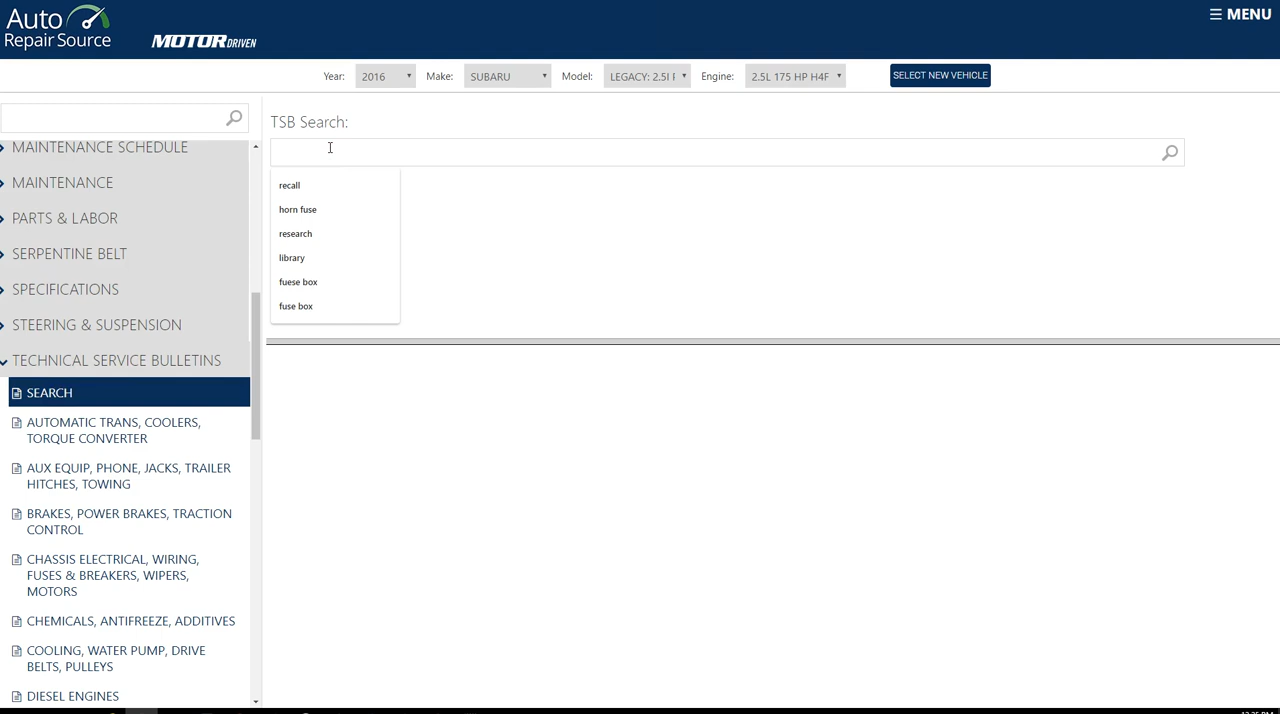 Auto
Repair Source
MOTOR DRIVEN
☰ MENU
Year: 2016 Make: SUBARU Model: LEGACY: 2.5I Engine: 2.5L 175 HP H4F SELECT NEW VEHICLE
MAINTENANCE SCHEDULE
MAINTENANCE
PARTS & LABOR
SERPENTINE BELT
SPECIFICATIONS
STEERING & SUSPENSION
TECHNICAL SERVICE BULLETINS
SEARCH
AUTOMATIC TRANS, COOLERS,
TORQUE CONVERTER
AUX EQUIP, PHONE, JACKS, TRAILER
HITCHES, TOWING
BRAKES, POWER BRAKES, TRACTION
CONTROL
CHASSIS ELECTRICAL, WIRING,
FUSES & BREAKERS, WIPERS,
MOTORS
CHEMICALS, ANTIFREEZE, ADDITIVES
COOLING, WATER PUMP, DRIVE
BELTS, PULLEYS
DIESEL ENGINES
TSB Search:
recall
horn fuse
research
library
fuese box
fuse box